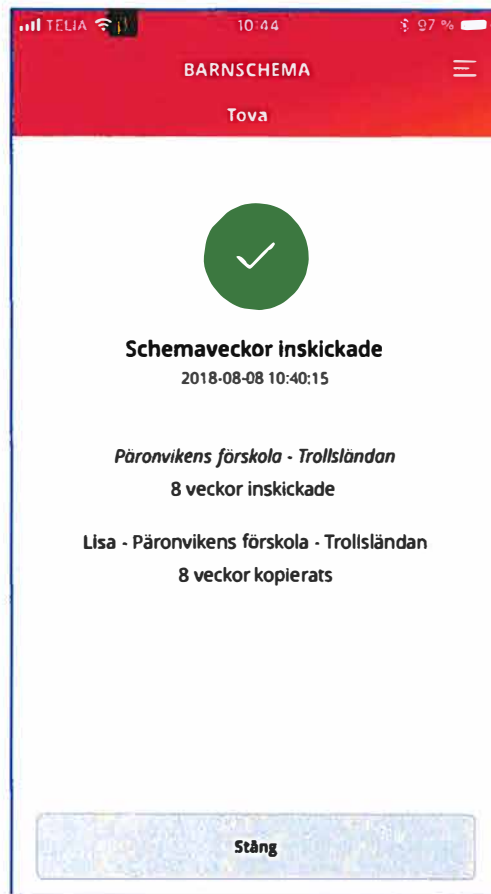 TELIA 10:44 97 %
BARNSCHEMA
Tova
Schemaveckor inskickade
2018-08-08 10:40:15
Päronvikens förskola - Trollsländan
8 veckor inskickade
Lisa - Päronvikens förskola - Trollsländan
8 veckor kopierats
Stäng